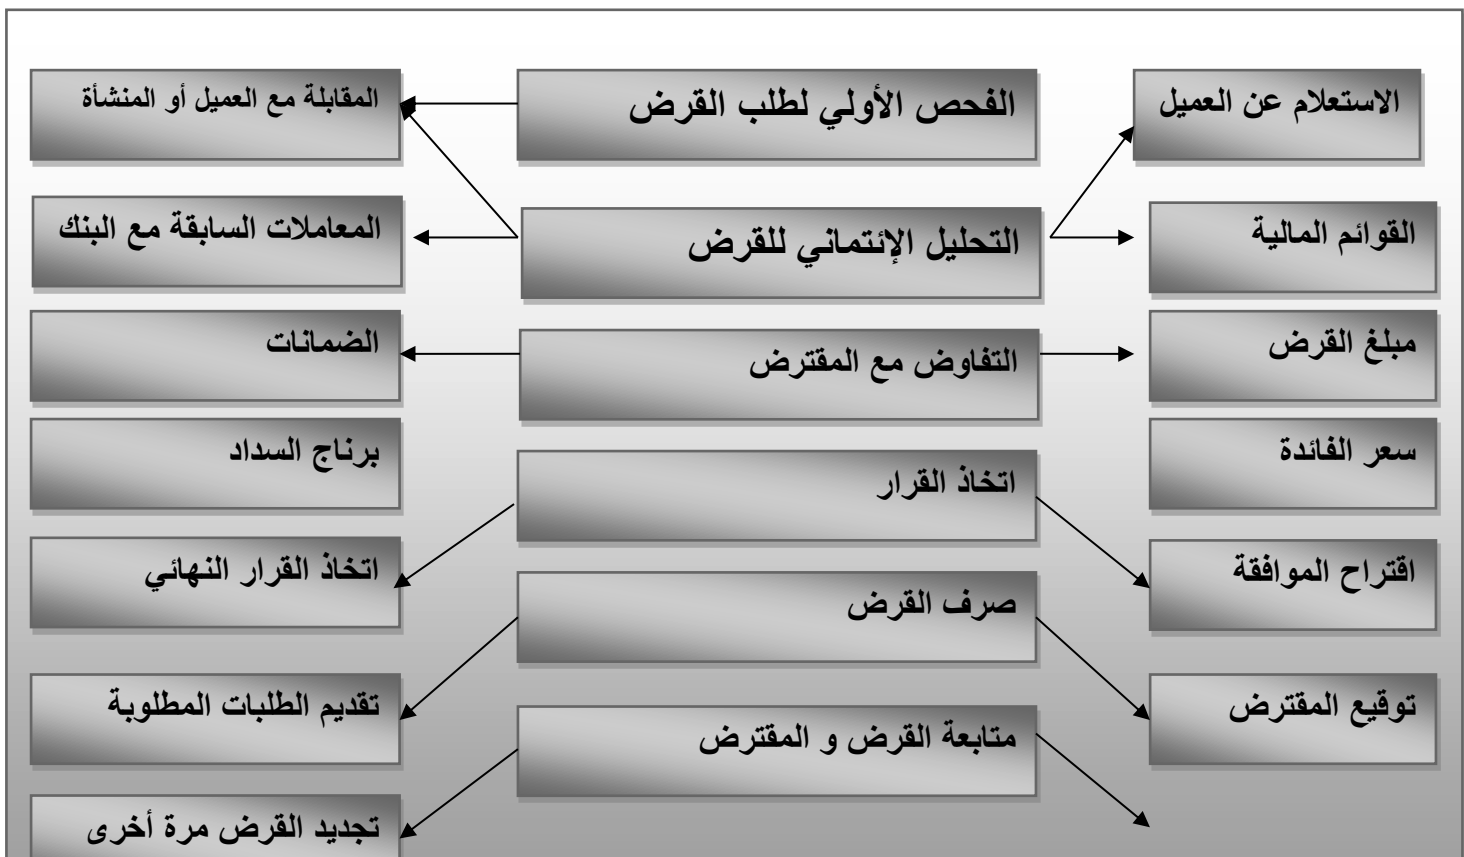 الاستعلام عن العميل
الفحص الأولي لطلب القرض
المقابلة مع العميل أو المنشأة
القوائم المالية
التحليل الإئتماني للقرض
المعاملات السابقة مع البنك
مبلغ القرض
التفاوض مع المقترض
الضمانات
سعر الفائدة
برناج السداد
اتخاذ القرار
اقتراح الموافقة
اتخاذ القرار النهائي
صرف القرض
توقيع المقترض
تقديم الطلبات المطلوبة
متابعة القرض و المقترض
تجديد القرض مرة أخرى